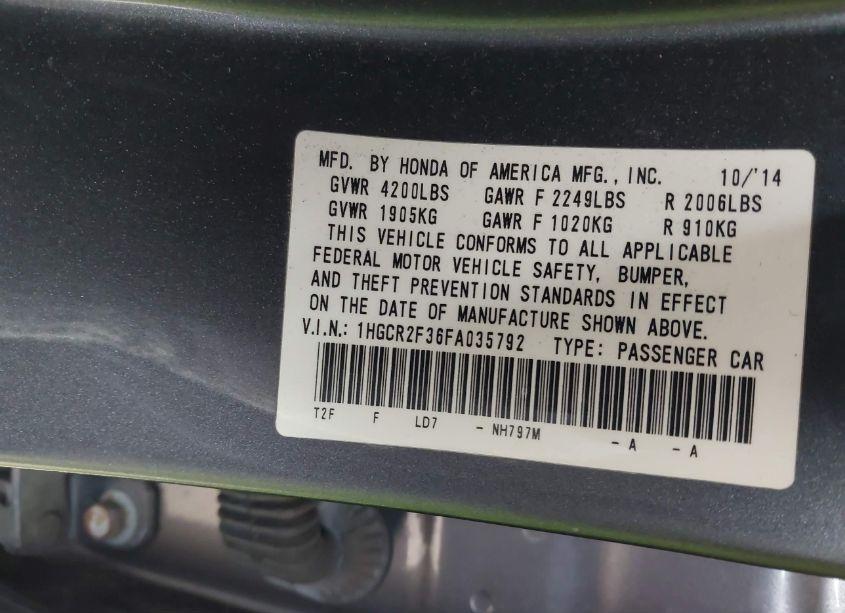 MFD. BY HONDA OF AMERICA MFG., INC. 10/'14
GVWR 4200LBS GAWR F 2249LBS R 2006LBS
GVWR 1905KG GAWR F 1020KG R 910KG
THIS VEHICLE CONFORMS TO ALL APPLICABLE
FEDERAL MOTOR VEHICLE SAFETY, BUMPER,
AND THEFT PREVENTION STANDARDS IN EFFECT
ON THE DATE OF MANUFACTURE SHOWN ABOVE.
V.I.N.: 1HGCR2F36FA035792 TYPE: PASSENGER CAR
T2F F LD7 - NH797M - A - A